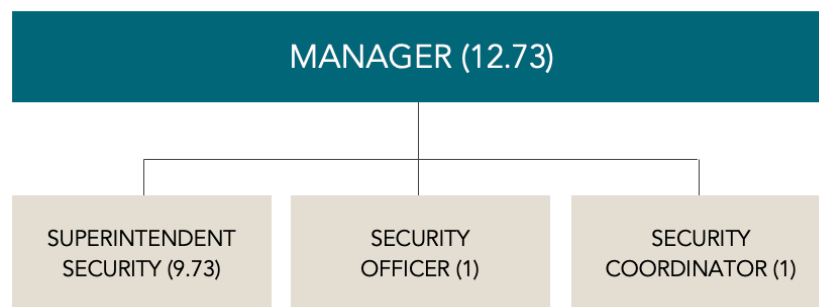 MANAGER (12.73)
SUPERINTENDENT
SECURITY (9.73)
SECURITY
OFFICER (1)
SECURITY
COORDINATOR (1)